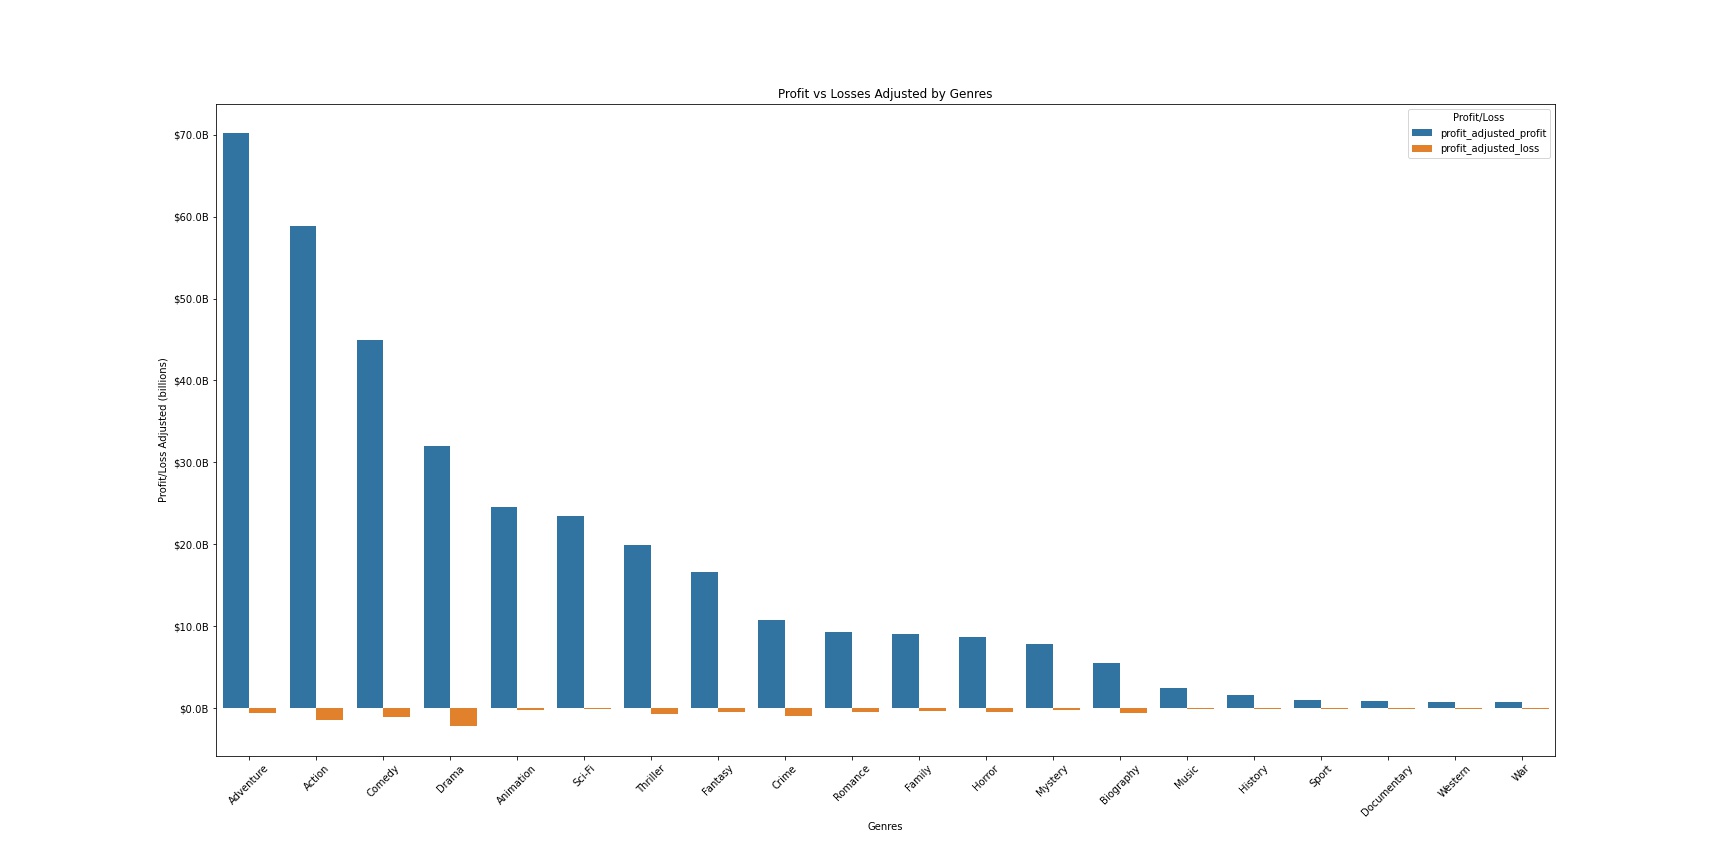 Profit vs Losses Adjusted by Genres
Profit/Loss
profit_adjusted_profit
profit_adjusted_loss
Profit/Loss Adjusted (billions)
$70.0B
$60.0B
$50.0B
$40.0B
$30.0B
$20.0B
$10.0B
$0.0B
Adventure
Action
Comedy
Drama
Animation
Sci-Fi
Thriller
Fantasy
Crime
Romance
Family
Horror
Mystery
Biography
Music
History
Sport
Documentary
Western
War
Genres